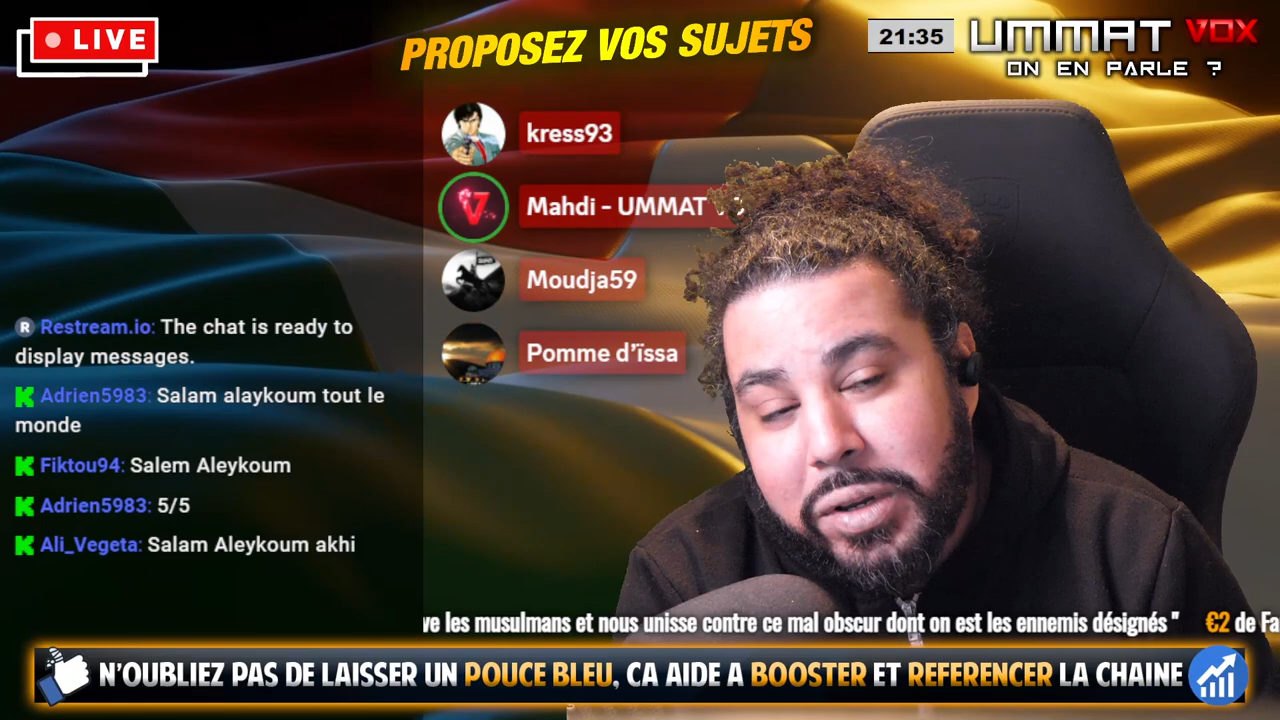 LIVE
PROPOSEZ VOS SUJETS
21:35
UMMAT VOX
ON EN PARLE ?
kress93
Mahdi - UMMAT
Moudja59
Pomme d'ïssa
R Restream.io: The chat is ready to
display messages.
Adrien5983: Salam alaykoum tout le
monde
Fiktou94: Salem Aleykoum
Adrien5983: 5/5
Ali_Vegeta: Salam Aleykoum akhi
les musulmans et nous unisse contre ce mal obscur dont on est les ennemis désignés " €2 de
N'OUBLIEZ PAS DE LAISSER UN POUCE BLEU, CA AIDE A BOOSTER ET REFERENCER LA CHAINE